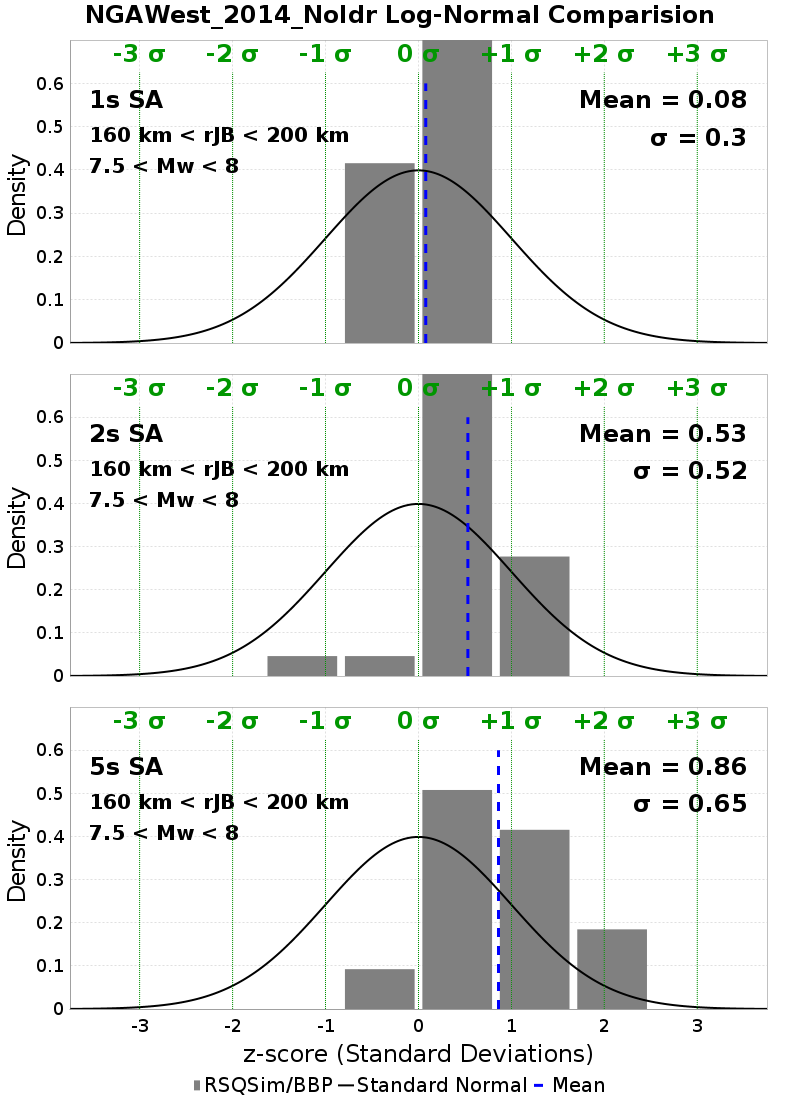 NGAWest_2014_NoIdr Log-Normal Comparision
-3 σ -2 σ -1 σ 0 σ +1 σ +2 σ +3 σ
1s SA
160 km < rJB < 200 km
7.5 < Mw < 8
Mean = 0.08
σ = 0.3
Density
0.6
0.5
0.4
0.3
0.2
0.1
0
-3 σ -2 σ -1 σ 0 σ +1 σ +2 σ +3 σ
2s SA
160 km < rJB < 200 km
7.5 < Mw < 8
Mean = 0.53
σ = 0.52
Density
0.6
0.5
0.4
0.3
0.2
0.1
0
-3 σ -2 σ -1 σ 0 σ +1 σ +2 σ +3 σ
5s SA
160 km < rJB < 200 km
7.5 < Mw < 8
Mean = 0.86
σ = 0.65
Density
0.6
0.5
0.4
0.3
0.2
0.1
0
-3 -2 -1 0 1 2 3
z-score (Standard Deviations)
RSQSim/BBP Standard Normal Mean